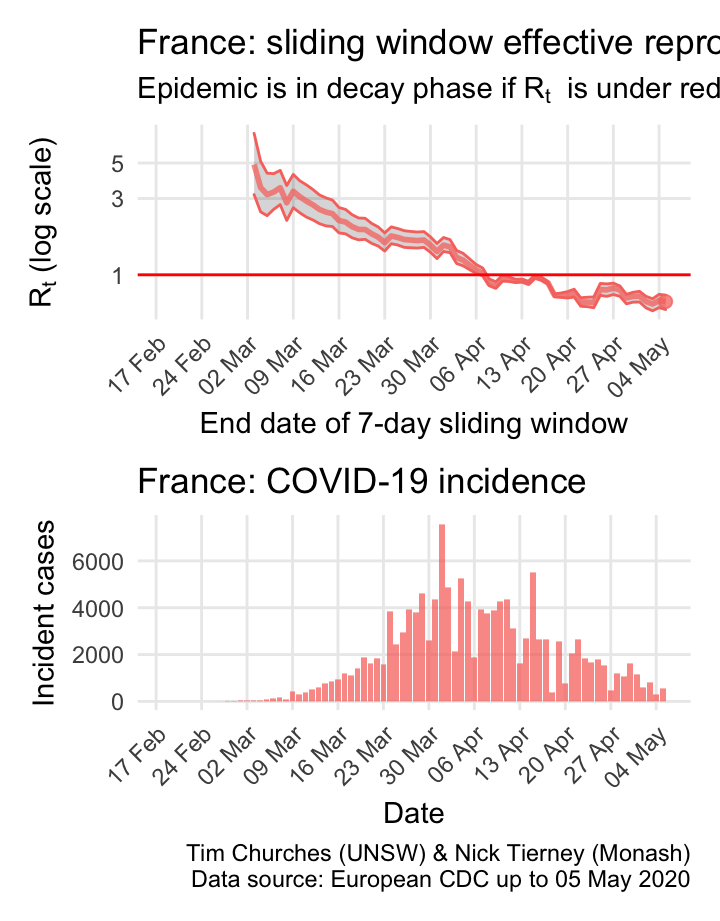 France: sliding window effective repro
Epidemic is in decay phase if Rt is under red
Rt (log scale)
5
3
1
17 Feb
24 Feb
02 Mar
09 Mar
16 Mar
23 Mar
30 Mar
06 Apr
13 Apr
20 Apr
27 Apr
04 May
End date of 7-day sliding window
France: COVID-19 incidence
Incident cases
6000
4000
2000
0
17 Feb
24 Feb
02 Mar
09 Mar
16 Mar
23 Mar
30 Mar
06 Apr
13 Apr
20 Apr
27 Apr
04 May
Date
Tim Churches (UNSW) & Nick Tierney (Monash)
Data source: European CDC up to 05 May 2020